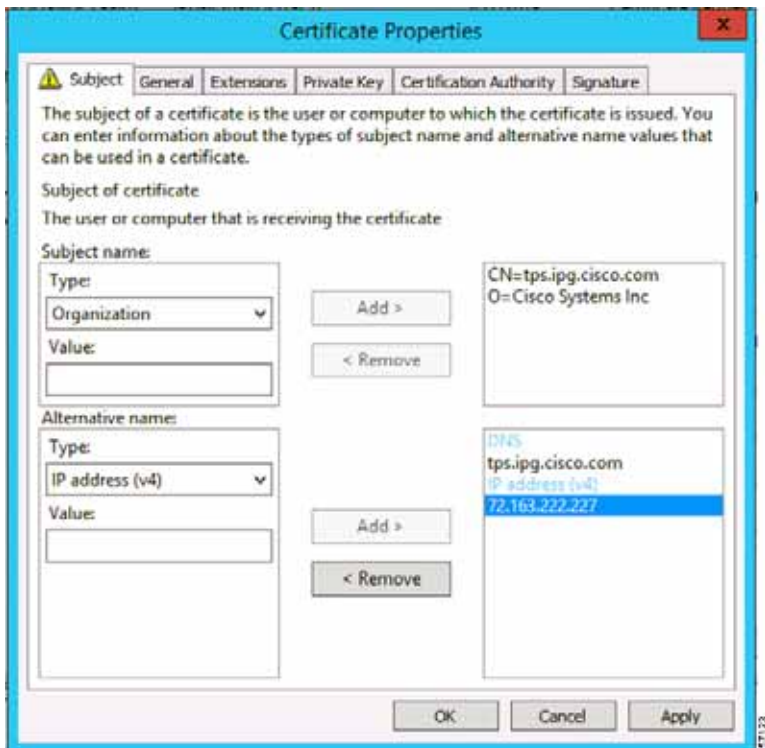 Certificate Properties
x
Subject General Extensions Private Key Certification Authority Signature
The subject of a certificate is the user or computer to which the certificate is issued. You
can enter information about the types of subject name and alternative name values that
can be used in a certificate.
Subject of certificate
The user or computer that is receiving the certificate
Subject name:
Type:
Organization
Value:
Add >
< Remove
CN=tps.ipg.cisco.com
O=Cisco Systems Inc
Alternative name:
Type:
IP address (v4)
Value:
Add >
< Remove
DNS
tps.ipg.cisco.com
IP address (v4)
72.163.222.227
OK Cancel Apply